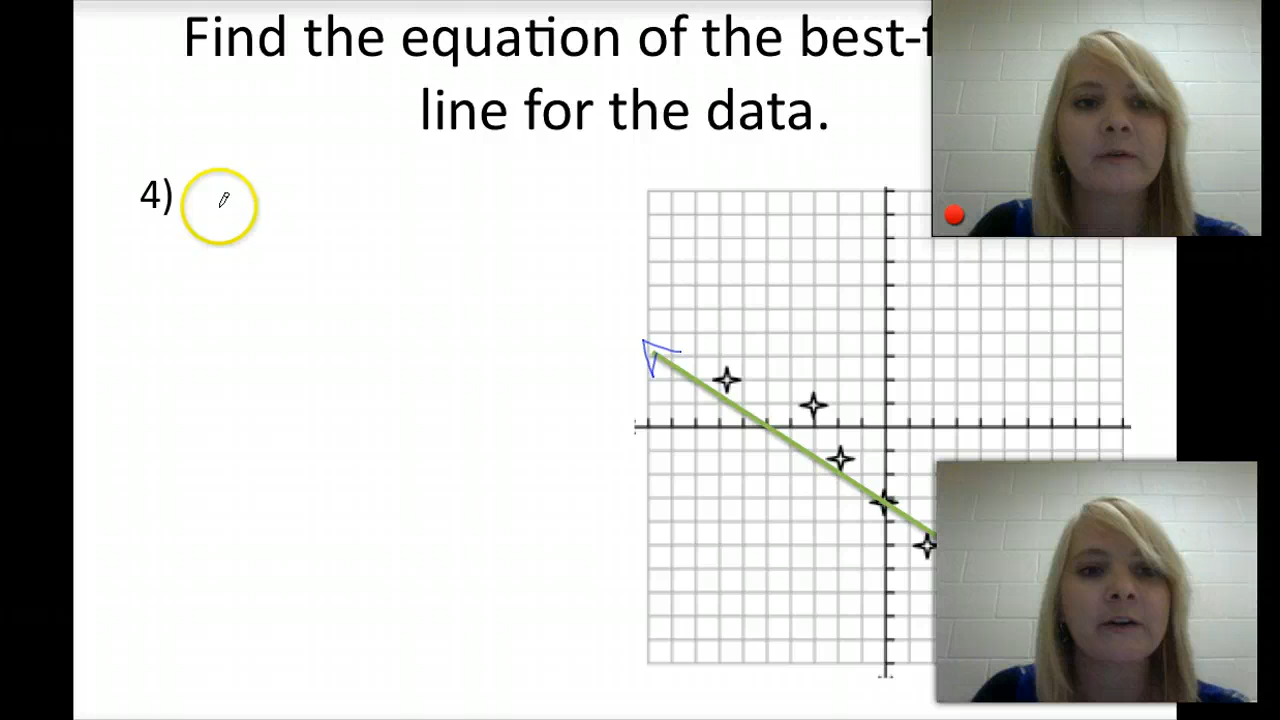 Find the equation of the best-
line for the data.
4)